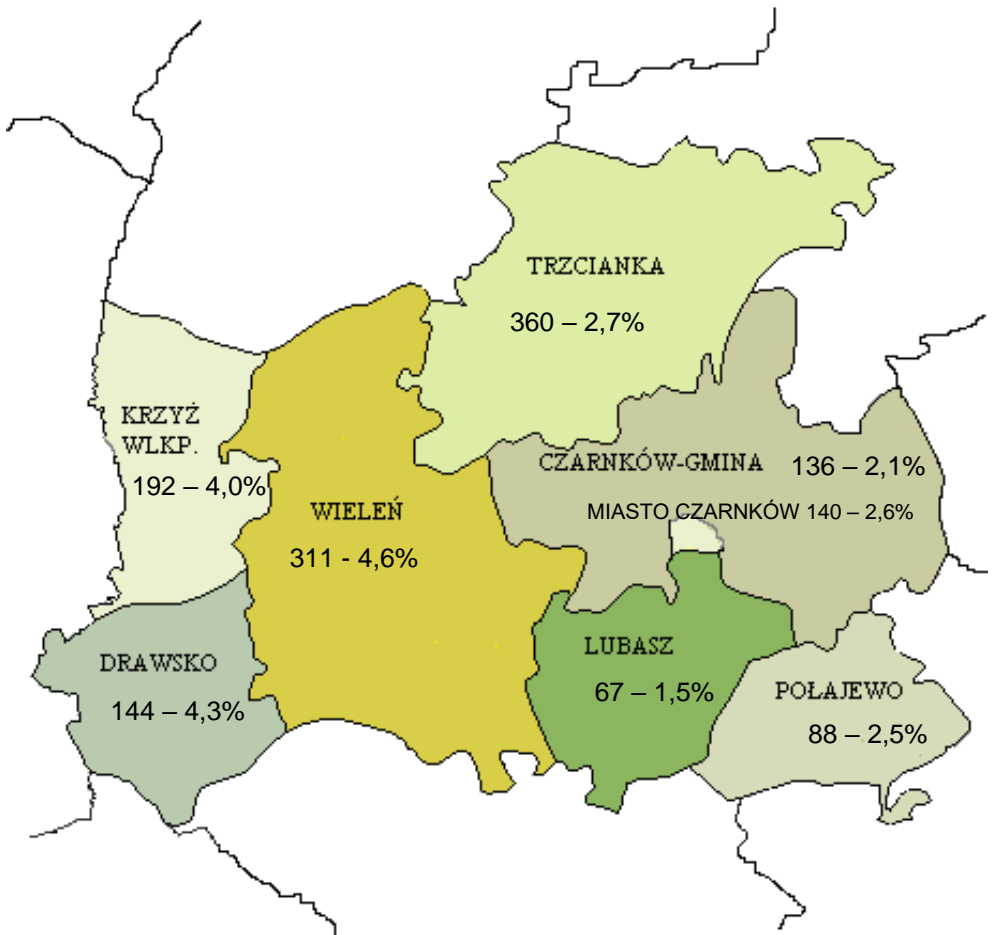 TRZCIANKA
360 – 2,7%
KRZYŻ
WLKP.
192 – 4,0%
CZARNKÓW-GMINA 136 – 2,1%
MIASTO CZARNKÓW 140 – 2,6%
WIELEŃ
311 - 4,6%
DRAWSKO
144 – 4,3%
LUBASZ
67 – 1,5%
POŁAJEWO
88 – 2,5%